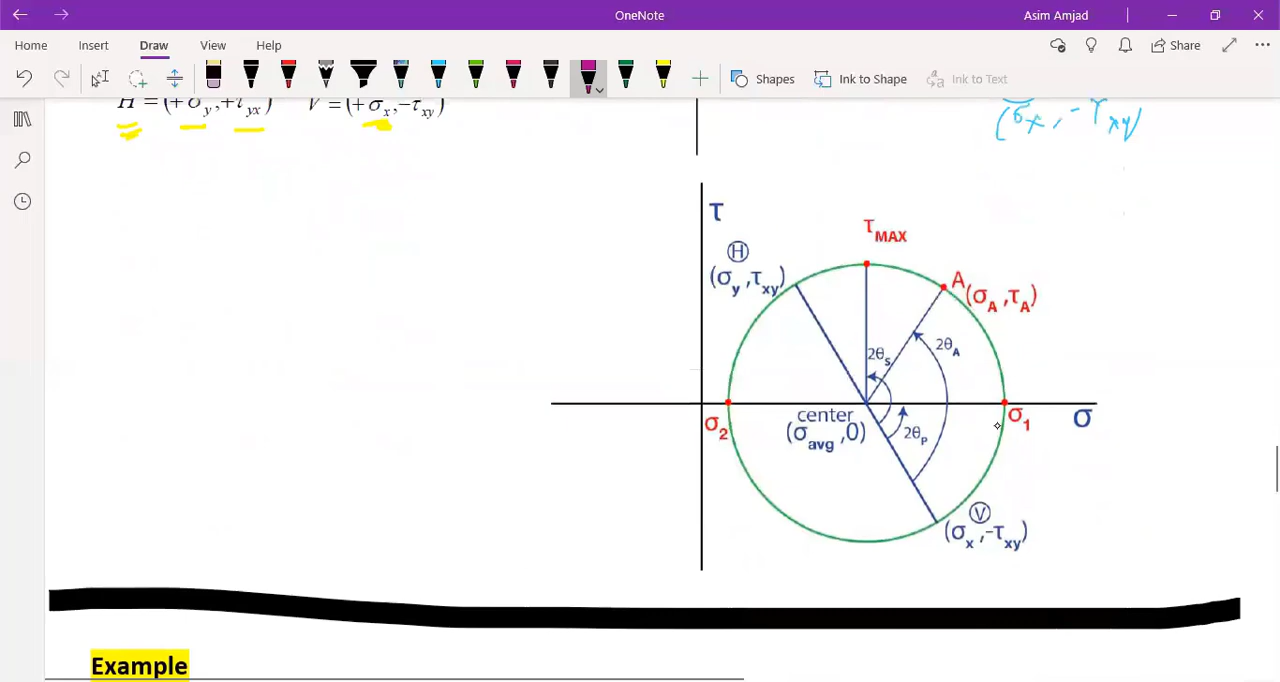 OneNote
Asim Amjad
Home Insert Draw View Help
Share
Shapes
Ink to Shape
Ink to Text
H = (+σy, +τyx) V = (+σx, −τxy)
(σx, -τxy)
τ
τMAX
H
(σy, τxy)
A(σA, τA)
2θS
2θA
center
(σavg, 0)
2θP
σ2
σ1
σ
V
(σx, -τxy)
Example